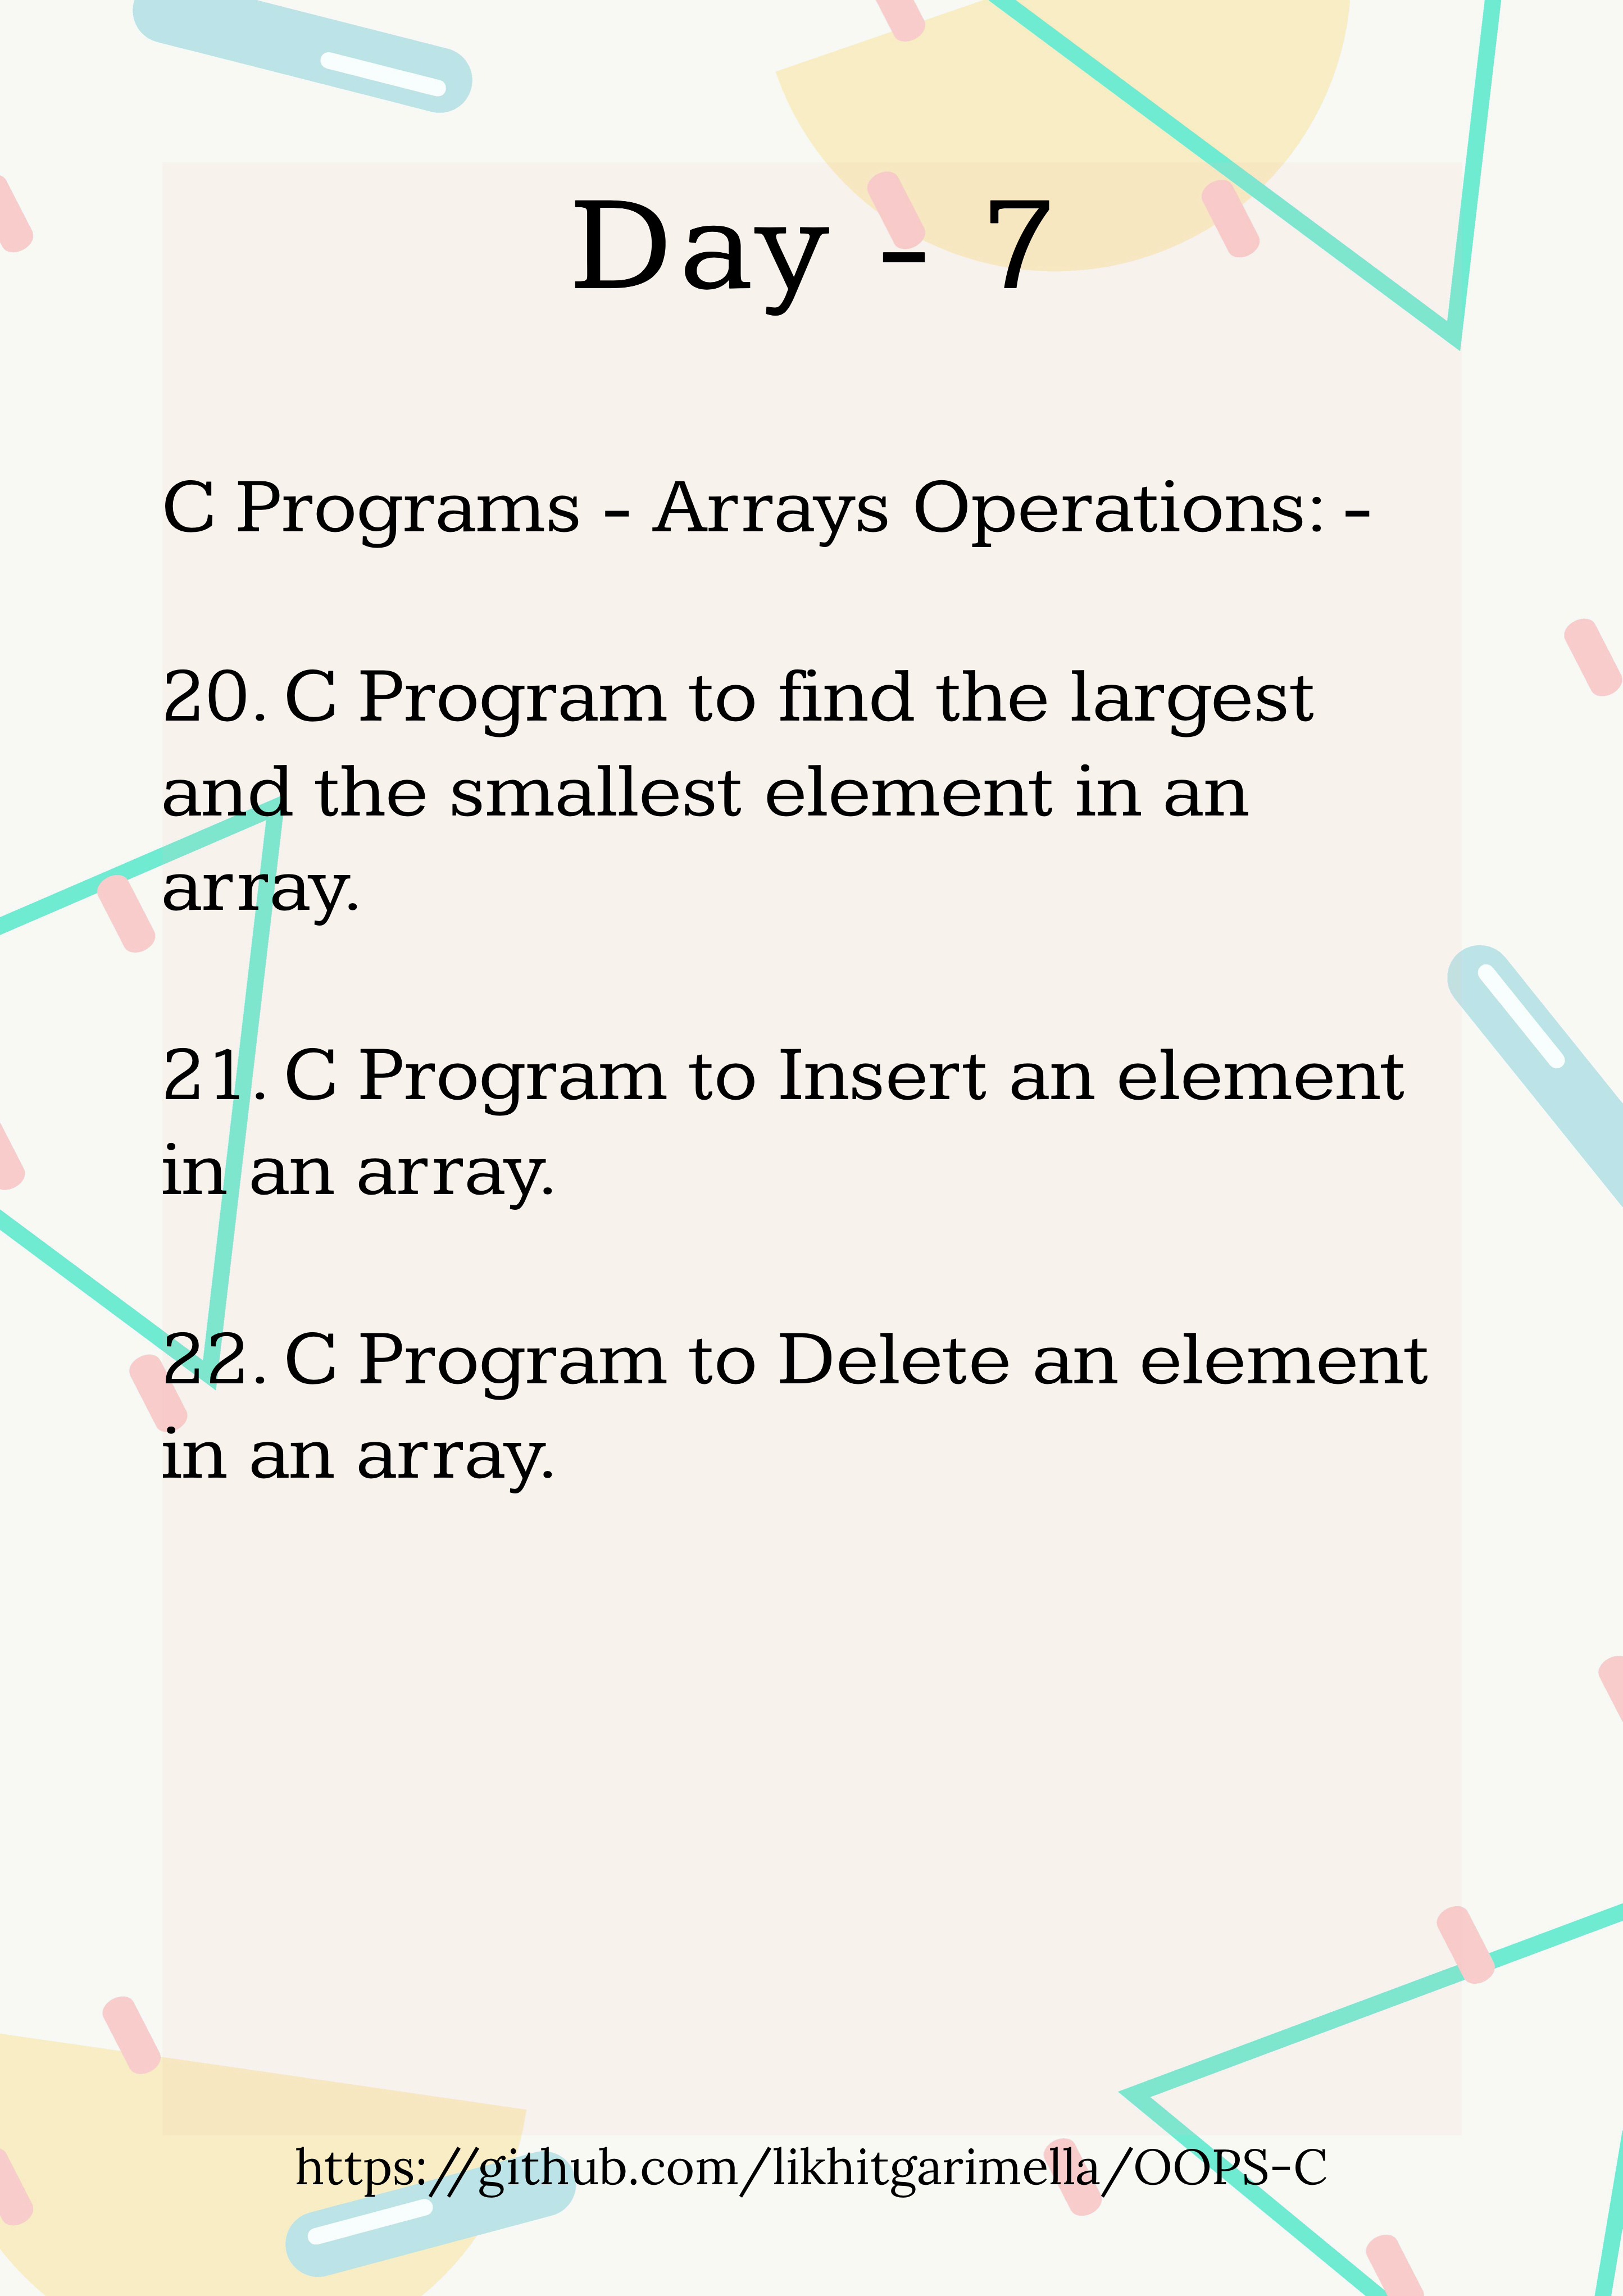 Day - 7
C Programs - Arrays Operations: -
20. C Program to find the largest
and the smallest element in an
array.
21. C Program to Insert an element
in an array.
22. C Program to Delete an element
in an array.
https://github.com/likhitgarimella/OOPS-C